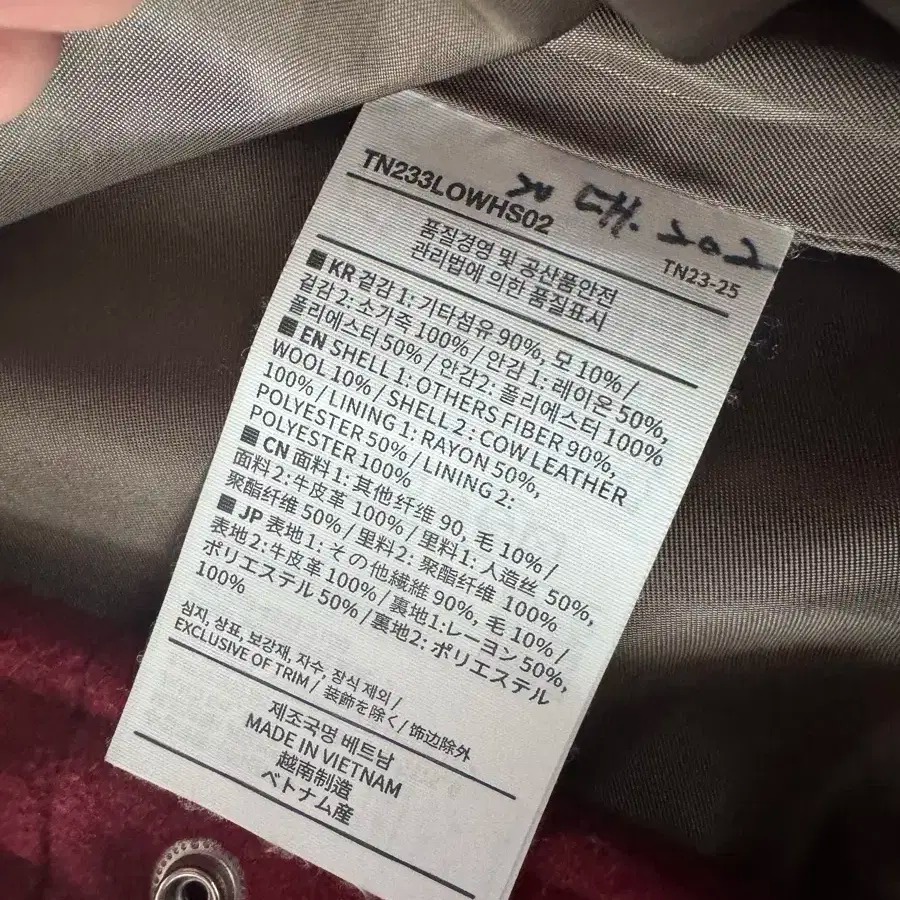 TN233LOWHS02
202
TN23-25
품질경영 및 공산품안전
관리법에 의한 품질표시
■ KR 겉감 1: 기타섬유 90%, 모 10% /
겉감 2: 소가죽 100% / 안감 1: 레이온 50%,
폴리에스터 50% / 안감2: 폴리에스터 100%
■ EN SHELL 1: OTHERS FIBER 90%,
WOOL10% / SHELL 2 : COW LEATHER
100% / LINING 1: RAYON 50%,
POLYESTER 50% / LINING 2:
POLYESTER 100%
■ CN 面料 1: 其他纤维 90, 毛 10% /
面料 2: 牛皮革 100% / 里料1: 人造丝 50%,
聚酯纤维 50% / 里料2: 聚酯纤维 100%
■ JP 表地 1: その他繊維 90%, 毛 10% /
表地 2: 牛皮革 100% / 裏地1:レーヨン 50%,
ポリエステル 50% / 裏地2: ポリエステル
100%
심지, 상표, 보강재, 자수, 장식 제외 /
EXCLUSIVE OF TRIM / 装飾を除く / 饰边除外
제조국명 베트남
MADE IN VIETNAM
越南制造
ベトナム産